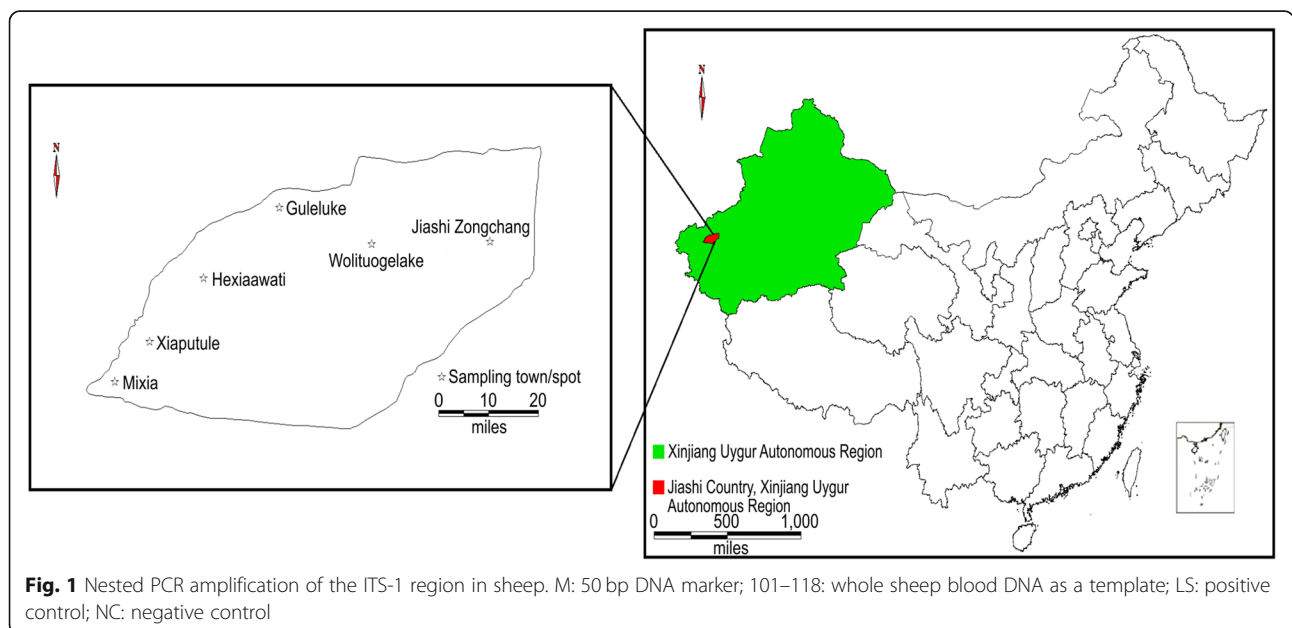 N
Guleluke
Jiashi Zongchang
Wolituogelake
Hexiaawati
Xiaputule
Mixia
Sampling town/spot
0 10 20
miles
N
Xinjiang Uygur Autonomous Region
Jiashi Country, Xinjiang Uygur
Autonomous Region
0 500 1,000
miles
Fig. 1 Nested PCR amplification of the ITS-1 region in sheep. M: 50 bp DNA marker; 101–118: whole sheep blood DNA as a template; LS: positive
control; NC: negative control